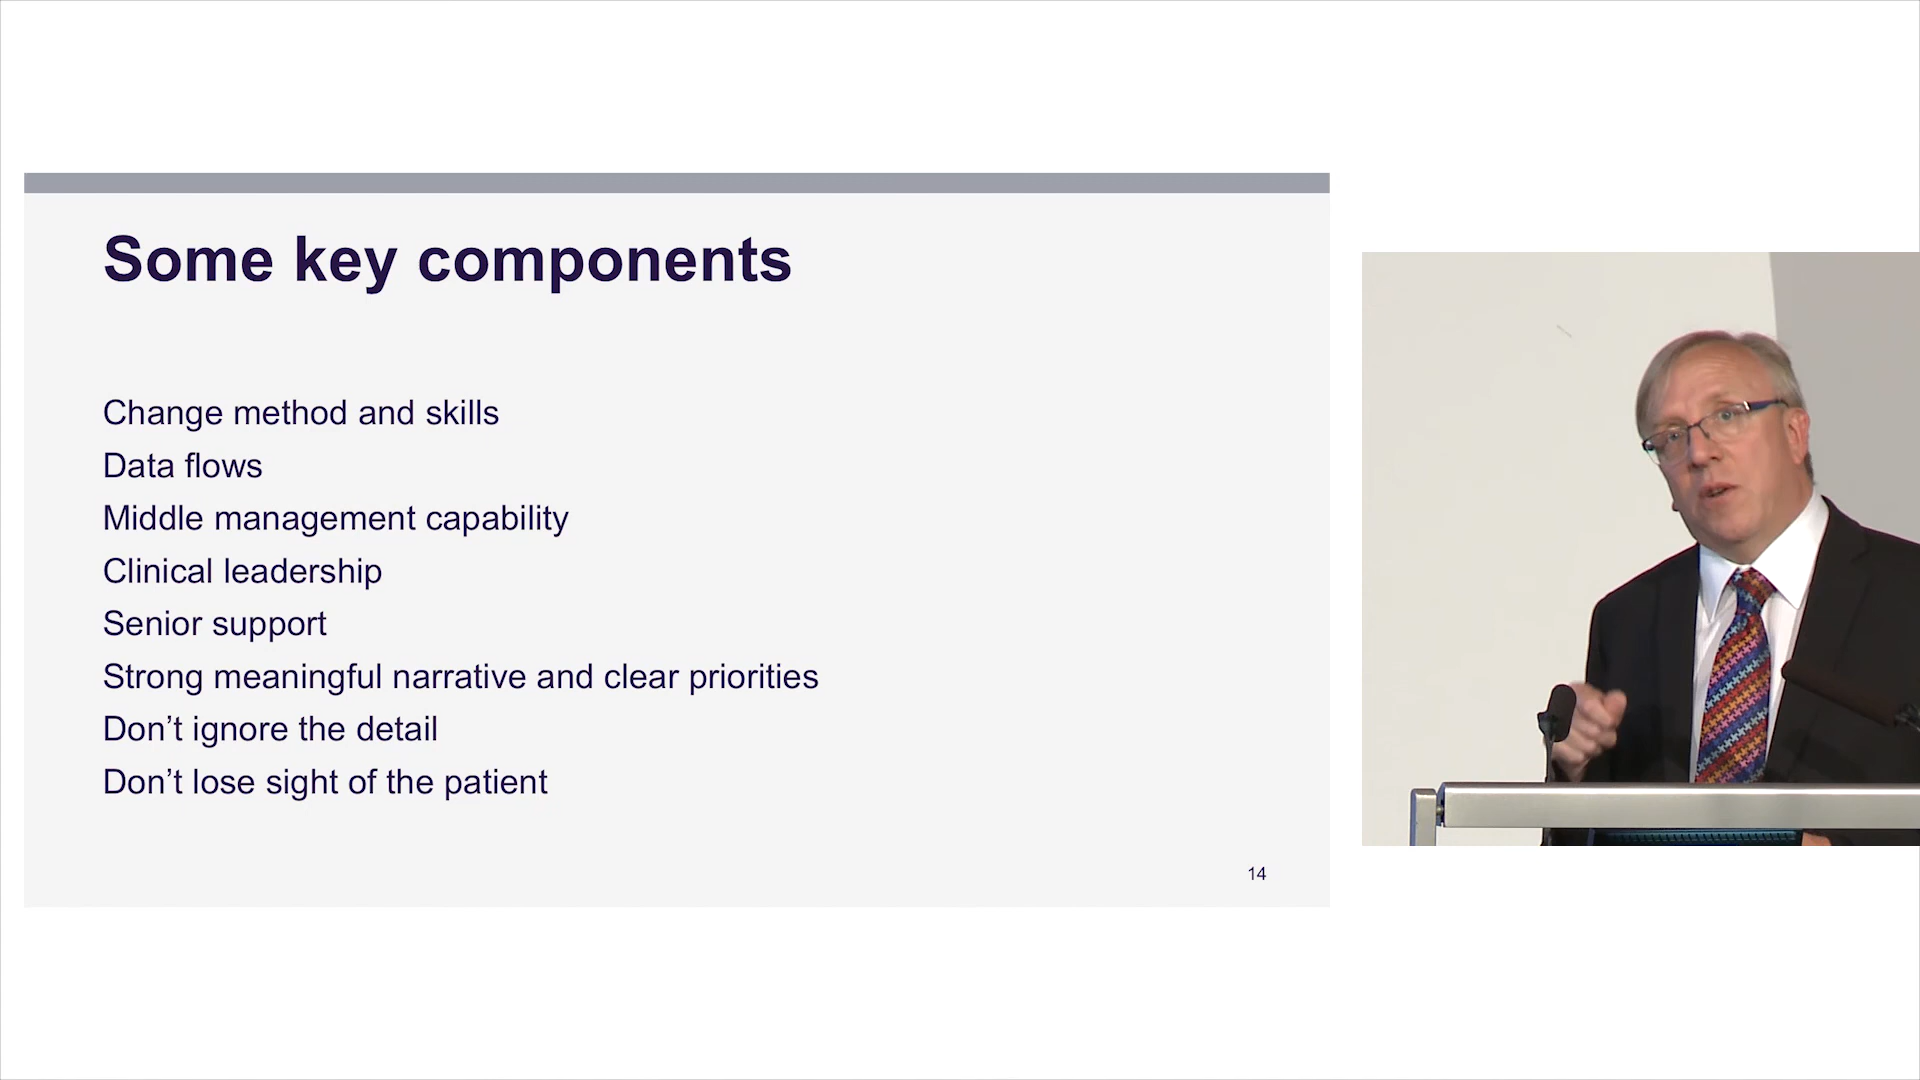 Some key components
Change method and skills
Data flows
Middle management capability
Clinical leadership
Senior support
Strong meaningful narrative and clear priorities
Don’t ignore the detail
Don’t lose sight of the patient
14